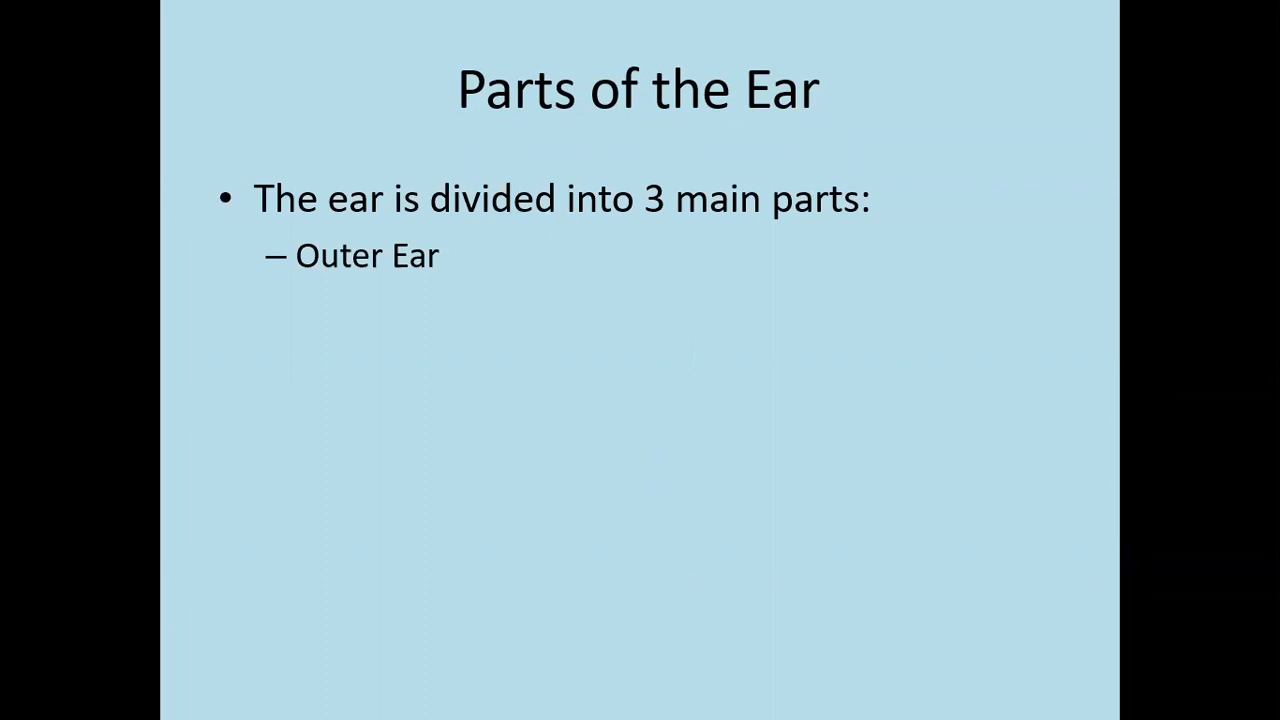 Parts of the Ear
• The ear is divided into 3 main parts:
– Outer Ear